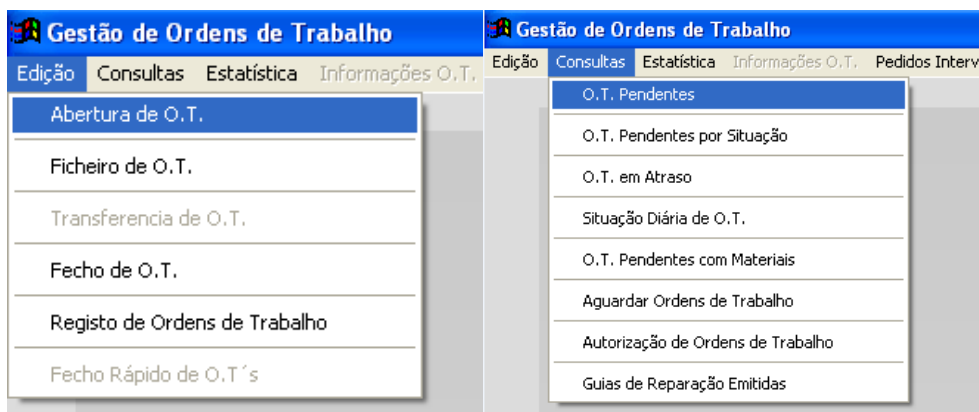 Gestão de Ordens de Trabalho
Edição Consultas Estatística Informações O.T.
Abertura de O.T.
Ficheiro de O.T.
Transferencia de O.T.
Fecho de O.T.
Registo de Ordens de Trabalho
Fecho Rápido de O.T´s
Gestão de Ordens de Trabalho
Edição Consultas Estatística Informações O.T. Pedidos Interv
O.T. Pendentes
O.T. Pendentes por Situação
O.T. em Atraso
Situação Diária de O.T.
O.T. Pendentes com Materiais
Aguardar Ordens de Trabalho
Autorização de Ordens de Trabalho
Guias de Reparação Emitidas